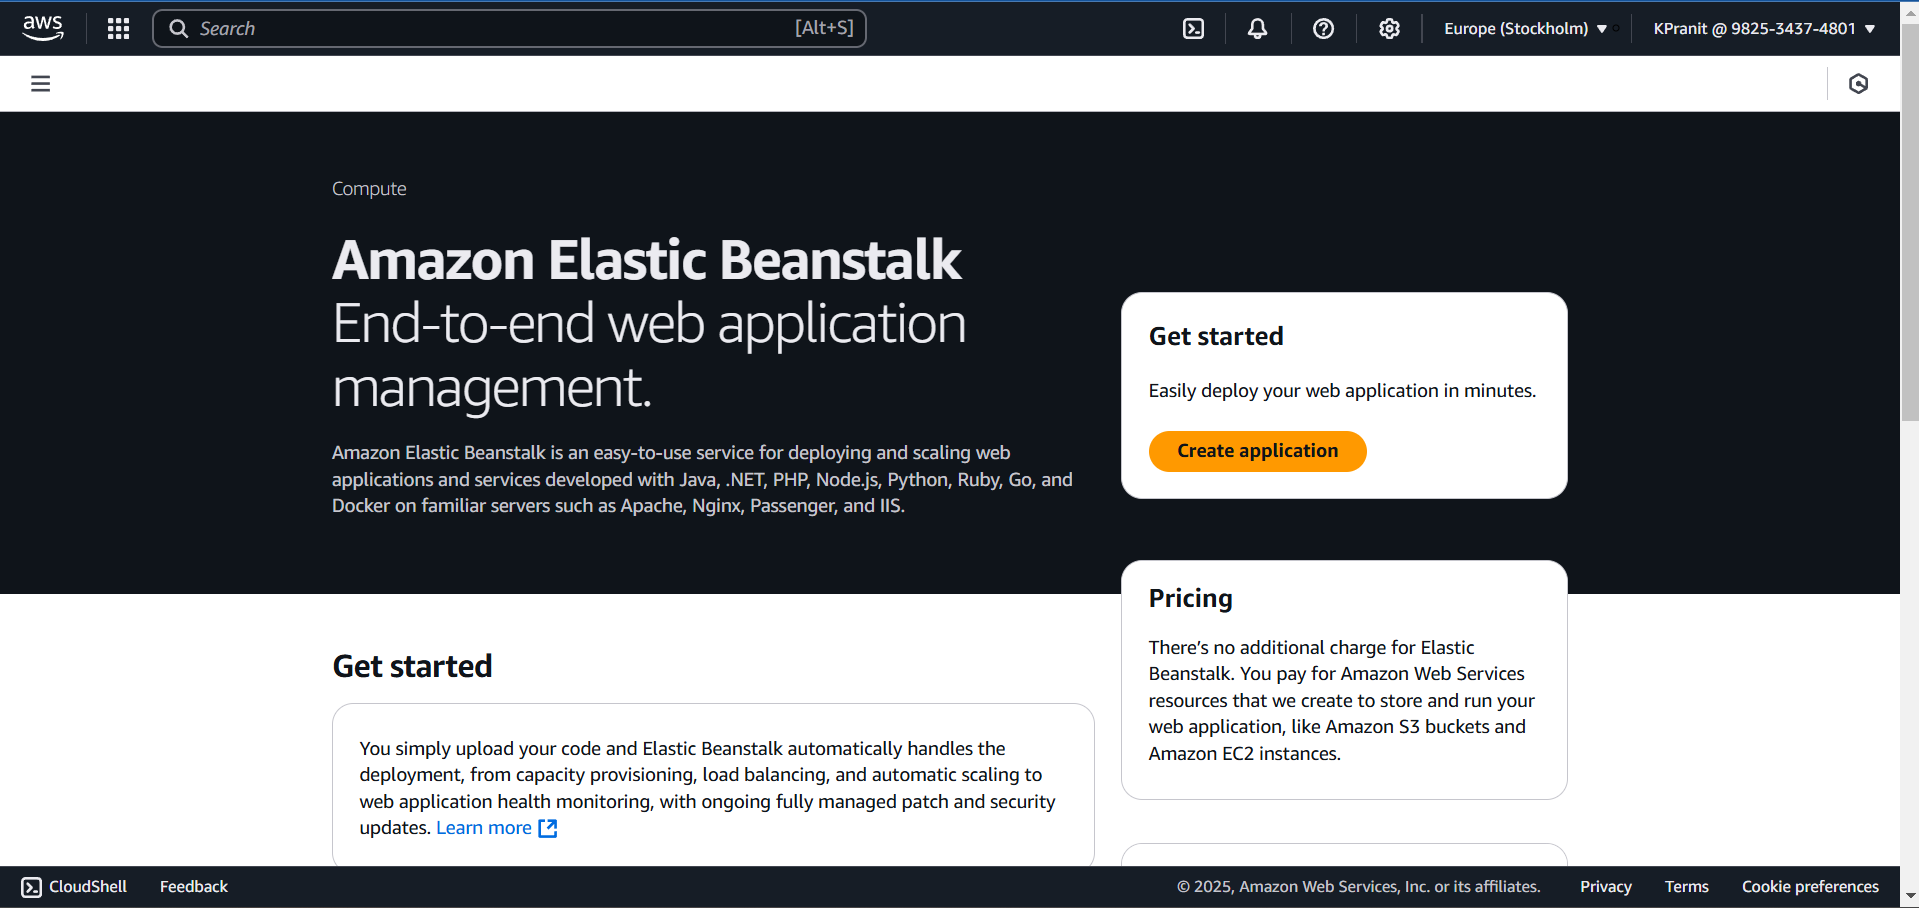 aws
Search
[Alt+S]
Europe (Stockholm)
KPranit @ 9825-3437-4801
Compute
Amazon Elastic Beanstalk
End-to-end web application
management.
Amazon Elastic Beanstalk is an easy-to-use service for deploying and scaling web
applications and services developed with Java, .NET, PHP, Node.js, Python, Ruby, Go, and
Docker on familiar servers such as Apache, Nginx, Passenger, and IIS.
Get started
Easily deploy your web application in minutes.
Create application
Pricing
There’s no additional charge for Elastic
Beanstalk. You pay for Amazon Web Services
resources that we create to store and run your
web application, like Amazon S3 buckets and
Amazon EC2 instances.
Get started
You simply upload your code and Elastic Beanstalk automatically handles the
deployment, from capacity provisioning, load balancing, and automatic scaling to
web application health monitoring, with ongoing fully managed patch and security
updates. Learn more
CloudShell
Feedback
© 2025, Amazon Web Services, Inc. or its affiliates.
Privacy
Terms
Cookie preferences